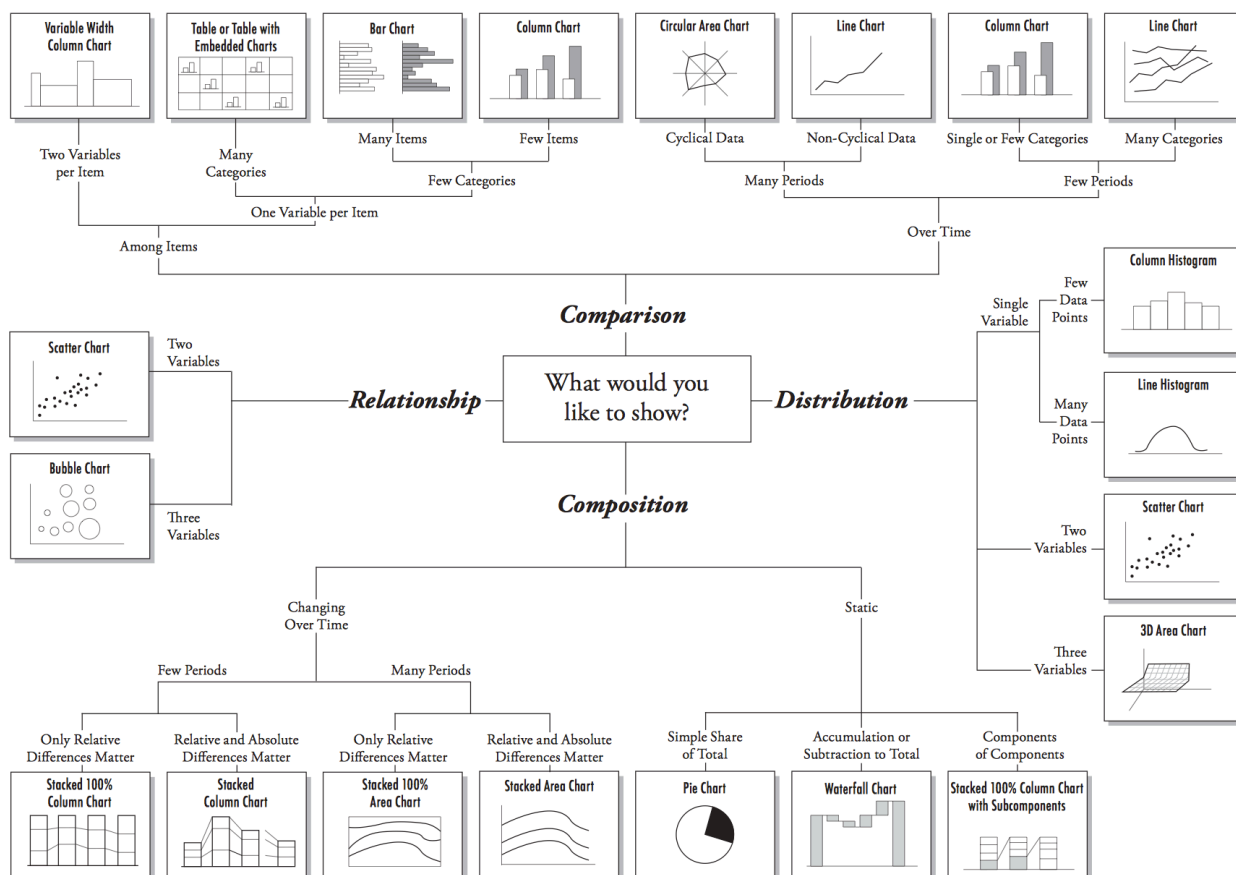 Variable Width
Column Chart
Table or Table with
Embedded Charts
Bar Chart
Column Chart
Circular Area Chart
Line Chart
Column Chart
Line Chart
Two Variables
per Item
Many
Categories
Many Items
Few Items
Cyclical Data
Non-Cyclical Data
Single or Few Categories
Many Categories
Few Categories
Many Periods
Few Periods
One Variable per Item
Among Items
Over Time
Comparison
What would you
like to show?
Relationship
Two
Variables
Scatter Chart
Bubble Chart
Three
Variables
Distribution
Single
Variable
Few
Data
Points
Column Histogram
Many
Data
Points
Line Histogram
Two
Variables
Scatter Chart
Three
Variables
3D Area Chart
Composition
Changing
Over Time
Static
Few Periods
Many Periods
Only Relative
Differences Matter
Relative and Absolute
Differences Matter
Only Relative
Differences Matter
Relative and Absolute
Differences Matter
Simple Share
of Total
Accumulation or
Subtraction to Total
Components
of Components
Stacked 100%
Column Chart
Stacked
Column Chart
Stacked 100%
Area Chart
Stacked Area Chart
Pie Chart
Waterfall Chart
Stacked 100% Column Chart
with Subcomponents